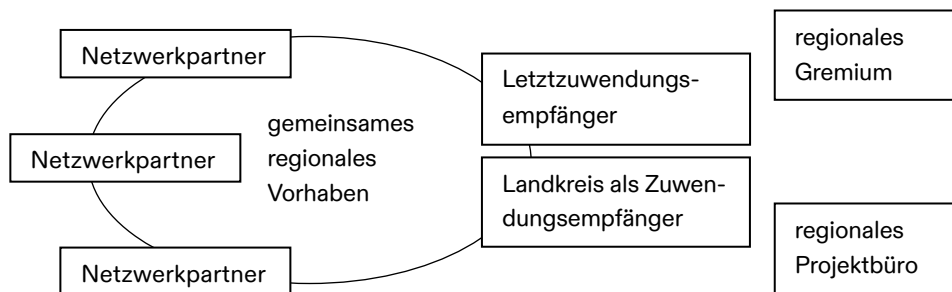 Netzwerkpartner
Netzwerkpartner
Netzwerkpartner
gemeinsames
regionales
Vorhaben
Letztzuwendungs-
empfänger
Landkreis als Zuwen-
dungsempfänger
regionales
Gremium
regionales
Projektbüro